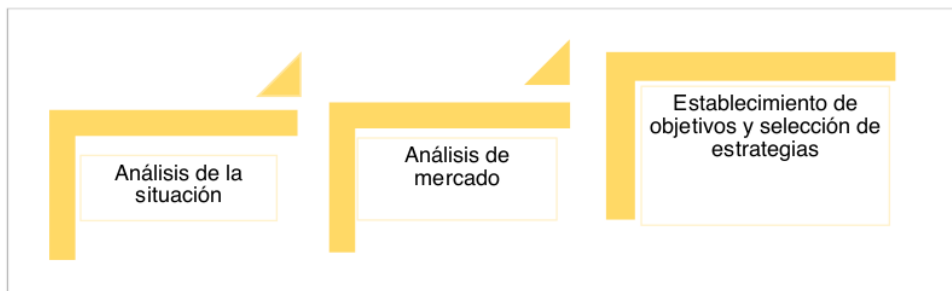 Análisis de la
situación
Análisis de
mercado
Establecimiento de
objetivos y selección de
estrategias